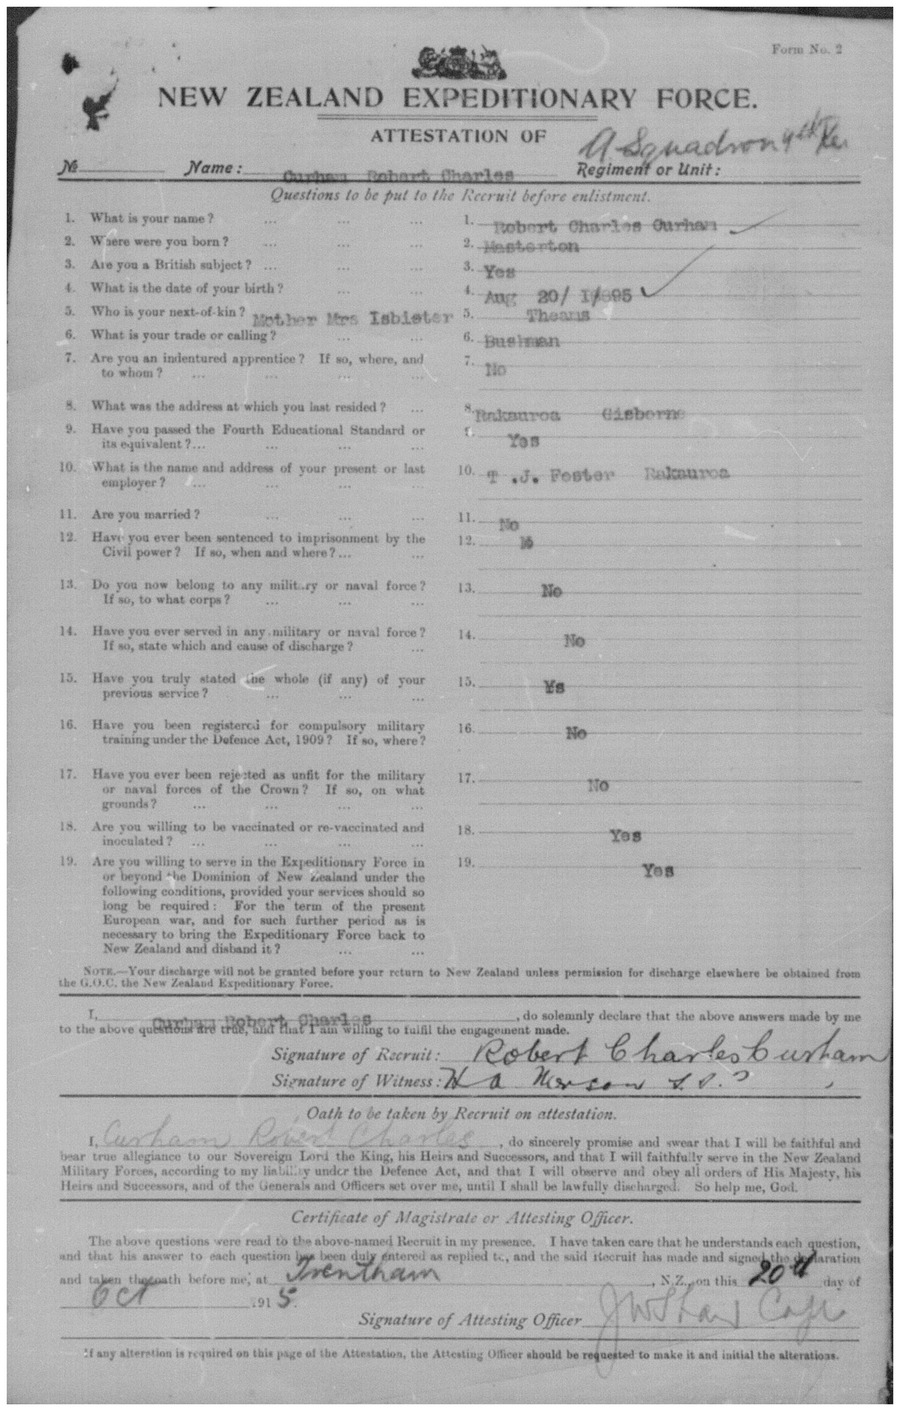 Form No. 2
NEW ZEALAND EXPEDITIONARY FORCE.
ATTESTATION OF
A Squadron 9th
No Name: Curham Robert Charles Regiment or Unit:
Questions to be put to the Recruit before enlistment.
1. What is your name? ... ... ... 1. Robert Charles Curham
2. Where were you born? ... ... ... 2. Masterton
3. Are you a British subject? ... ... ... 3. Yes
4. What is the date of your birth? ... ... 4. Aug 20/ 1/895
5. Who is your next-of-kin? Mother Mrs Isbister 5. Theans
6. What is your trade or calling? ... ... 6. Bushman
7. Are you an indentured apprentice? If so, where, and 7. No
to whom? ... ... ... ...
8. What was the address at which you last resided? ... 8. Rakauroa Gisborne
9. Have you passed the Fourth Educational Standard or 9. Yes
its equivalent?... ... ... ...
10. What is the name and address of your present or last 10. T .J. Foster Rakauroa
employer? ... ... ... ...
11. Are you married? ... ... ... 11. No
12. Have you ever been sentenced to imprisonment by the 12.
Civil power? If so, when and where?... ...
13. Do you now belong to any military or naval force? 13. No
If so, to what corps? ... ... ...
14. Have you ever served in any military or naval force? 14. No
If so, state which and cause of discharge? ...
15. Have you truly stated the whole (if any) of your 15. Ys
previous service? ... ... ...
16. Have you been registered for compulsory military 16. No
training under the Defence Act, 1909? If so, where?
17. Have you ever been rejected as unfit for the military 17. No
or naval forces of the Crown? If so, on what
grounds? ... ... ... ...
18. Are you willing to be vaccinated or re-vaccinated and 18. Yes
inoculated? ... ... ... ...
19. Are you willing to serve in the Expeditionary Force in 19. Yes
or beyond the Dominion of New Zealand under the
following conditions, provided your services should so
long be required: For the term of the present
European war, and for such further period as is
necessary to bring the Expeditionary Force back to
New Zealand and disband it? ... ...
NOTE.—Your discharge will not be granted before your return to New Zealand unless permission for discharge elsewhere be obtained from
the G.O.C. the New Zealand Expeditionary Force.
I, Curham Robert Charles, do solemnly declare that the above answers made by me
to the above questions are true, and that I am willing to fulfil the engagement made.
Signature of Recruit: Robert Charles Curham
Signature of Witness: H A
Oath to be taken by Recruit on attestation.
I, Curham Robert Charles, do sincerely promise and swear that I will be faithful and
bear true allegiance to our Sovereign Lord the King, his Heirs and Successors, and that I will faithfully serve in the New Zealand
Military Forces, according to my liability under the Defence Act, and that I will observe and obey all orders of His Majesty, his
Heirs and Successors, and of the Generals and Officers set over me, until I shall be lawfully discharged. So help me, God.
Certificate of Magistrate or Attesting Officer.
The above questions were read to the above-named Recruit in my presence. I have taken care that he understands each question,
and that his answer to each question has been duly entered as replied to, and the said Recruit has made and signed the declaration
and taken the oath before me, at Trentham, N.Z., on this 20th day of
Oct 1915.
Signature of Attesting Officer J W Shaw Capt
If any alteration is required on this page of the Attestation, the Attesting Officer should be requested to make it and initial the alterations.